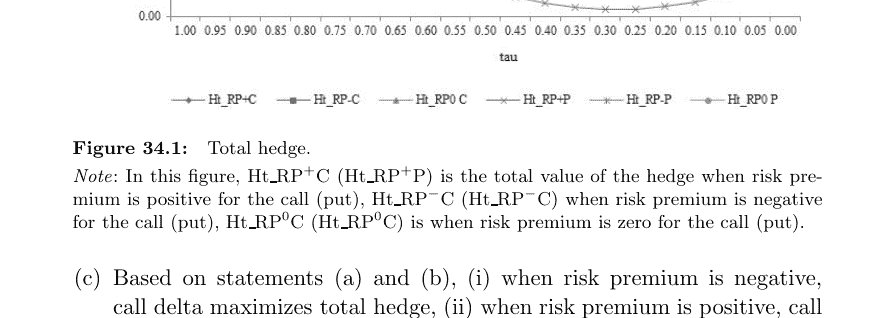 0.00
1.00 0.95 0.90 0.85 0.80 0.75 0.70 0.65 0.60 0.55 0.50 0.45 0.40 0.35 0.30 0.25 0.20 0.15 0.10 0.05 0.00
tau
Ht_RP+C Ht_RP-C Ht_RP0 C Ht_RP+P Ht_RP-P Ht_RP0 P
Figure 34.1: Total hedge.
Note: In this figure, Ht_RP⁺C (Ht_RP⁺P) is the total value of the hedge when risk pre-
mium is positive for the call (put), Ht_RP⁻C (Ht_RP⁻C) when risk premium is negative
for the call (put), Ht_RP⁰C (Ht_RP⁰C) is when risk premium is zero for the call (put).
(c) Based on statements (a) and (b), (i) when risk premium is negative,
call delta maximizes total hedge, (ii) when risk premium is positive, call